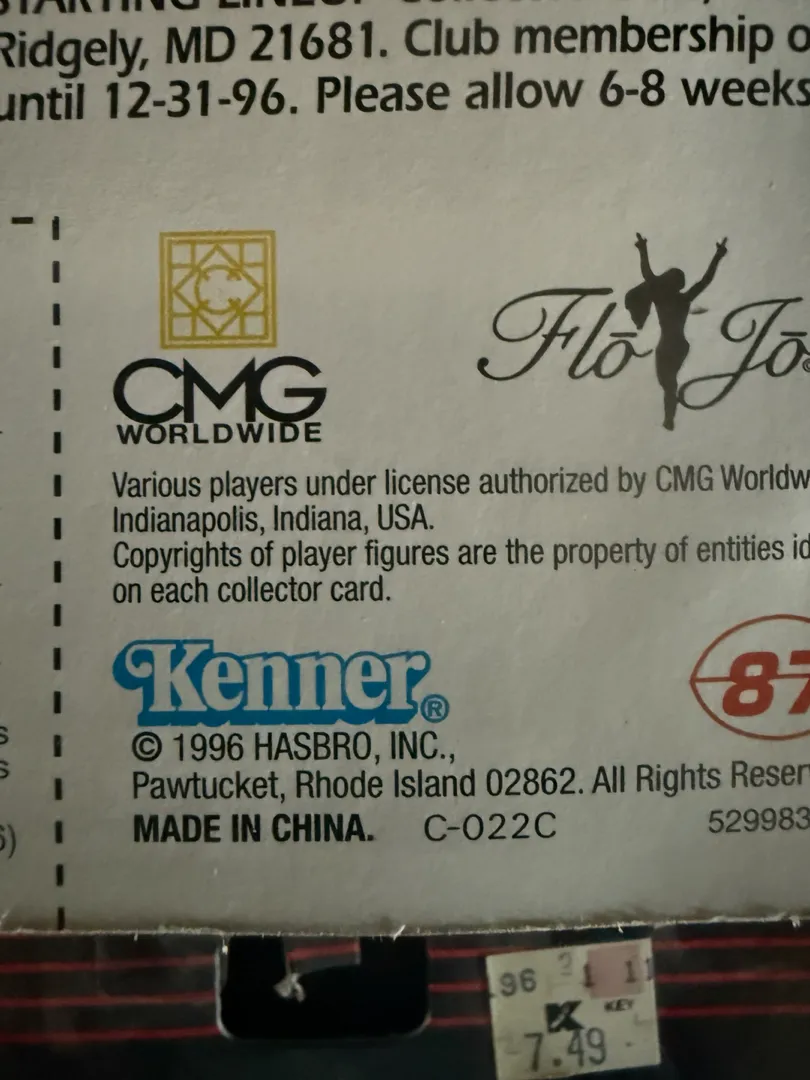 STARTING LINEUP
Ridgely, MD 21681. Club membership o
until 12-31-96. Please allow 6-8 weeks
CMG
WORLDWIDE
Flō Jō
Various players under license authorized by CMG Worldw
Indianapolis, Indiana, USA.
Copyrights of player figures are the property of entities id
on each collector card.
Kenner®
87
© 1996 HASBRO, INC.,
Pawtucket, Rhode Island 02862. All Rights Reser
MADE IN CHINA. C-022C
529983
96
K KEY
7.49